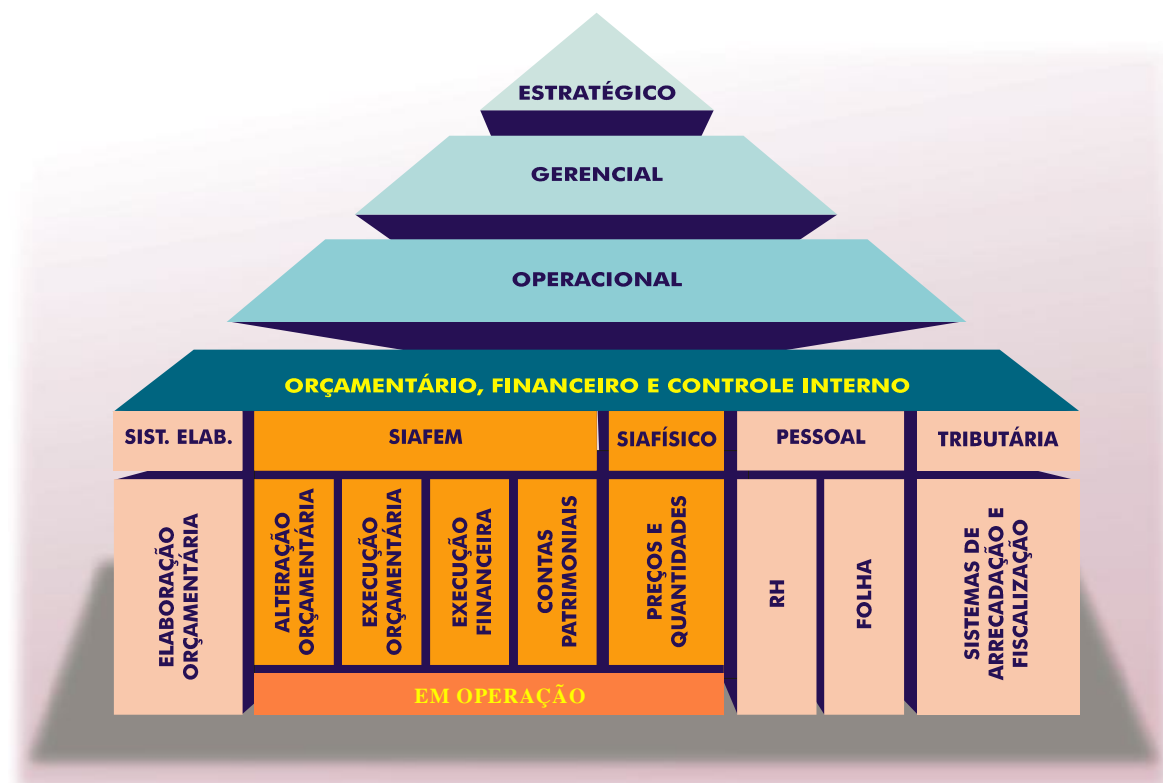 ESTRATÉGICO
GERENCIAL
OPERACIONAL
ORÇAMENTÁRIO, FINANCEIRO E CONTROLE INTERNO
SIST. ELAB.
SIAFEM
SIAFÍSICO
PESSOAL
TRIBUTÁRIA
ELABORAÇÃO
ORÇAMENTÁRIA
ALTERAÇÃO
ORÇAMENTÁRIA
EXECUÇÃO
ORÇAMENTÁRIA
EXECUÇÃO
FINANCEIRA
CONTAS
PATRIMONIAIS
PREÇOS E
QUANTIDADES
RH
FOLHA
SISTEMAS DE
ARRECADAÇÃO E
FISCALIZAÇÃO
EM OPERAÇÃO